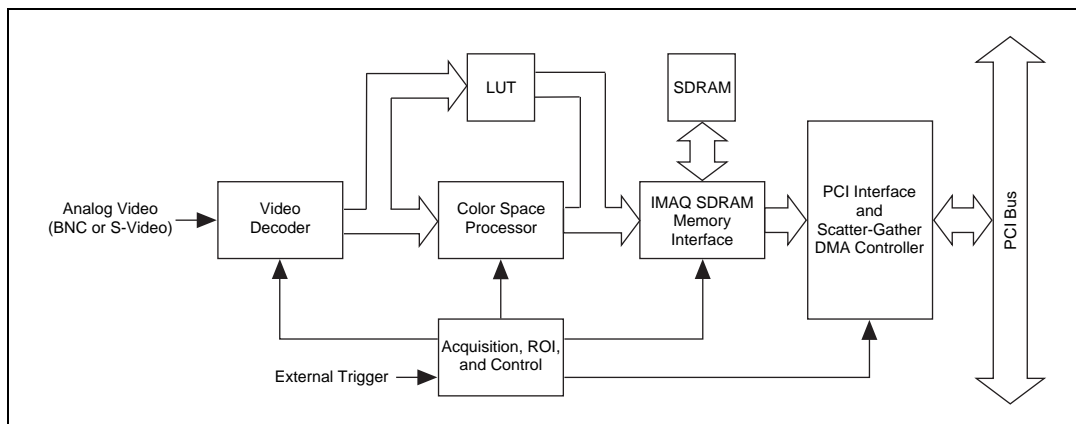 LUT
SDRAM
Analog Video
(BNC or S-Video)
Video
Decoder
Color Space
Processor
IMAQ SDRAM
Memory
Interface
PCI Interface
and
Scatter-Gather
DMA Controller
PCI Bus
Acquisition, ROI,
and Control
External Trigger